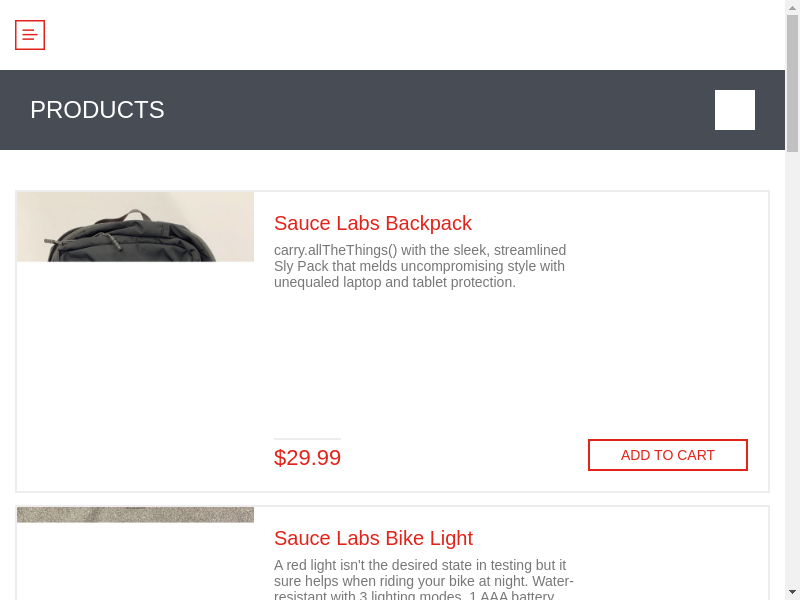 PRODUCTS
Sauce Labs Backpack
carry.allTheThings() with the sleek, streamlined
Sly Pack that melds uncompromising style with
unequaled laptop and tablet protection.
$29.99
ADD TO CART
Sauce Labs Bike Light
A red light isn't the desired state in testing but it
sure helps when riding your bike at night. Water-
resistant with 3 lighting modes, 1 AAA battery